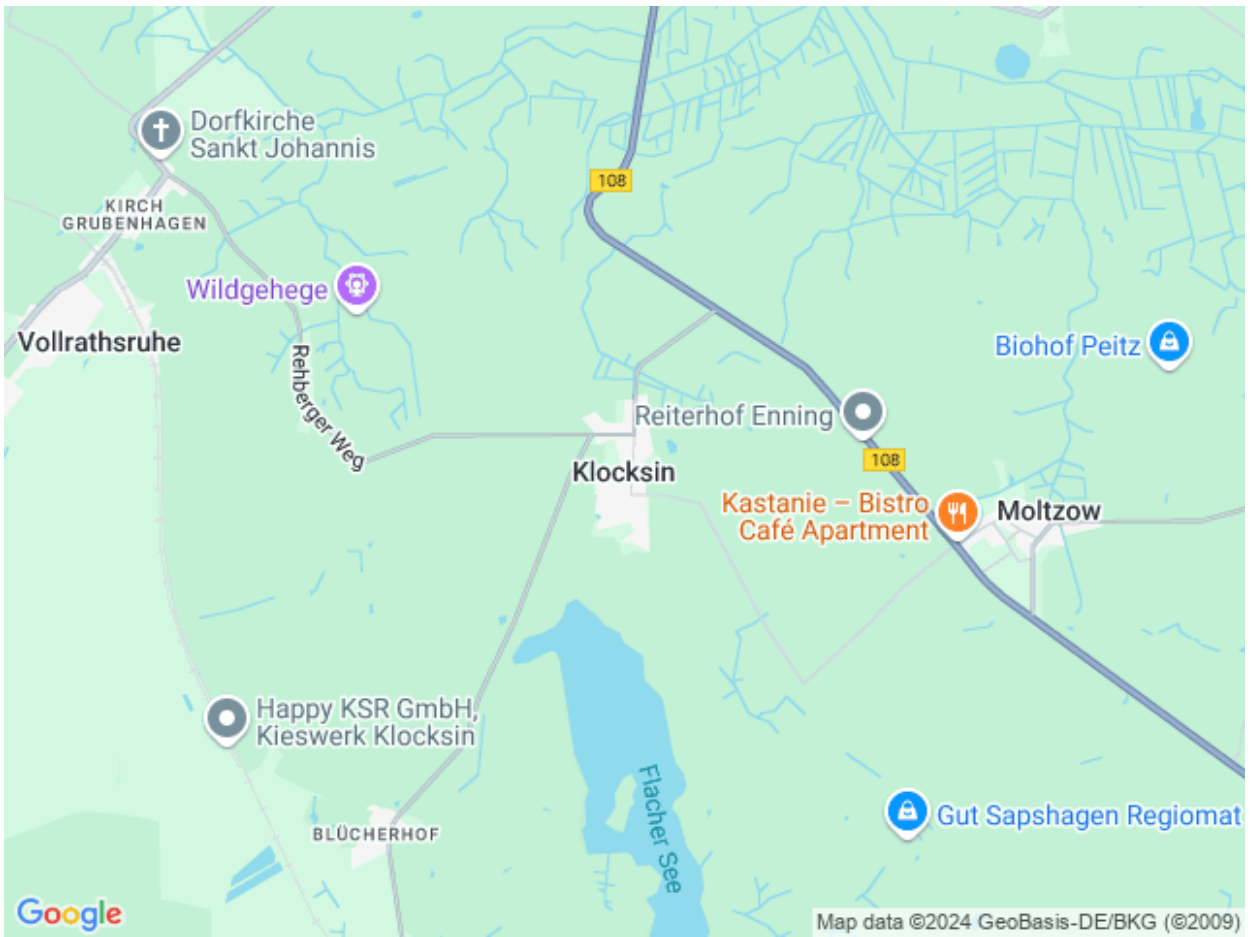 Dorfkirche
Sankt Johannis
108
KIRCH
GRUBENHAGEN
Wildgehege
Vollrathsruhe
Biohof Peitz
Rehberger Weg
Reiterhof Enning
108
Klocksin
Kastanie – Bistro
Café Apartment
Moltzow
Happy KSR GmbH,
Kieswerk Klocksin
Flacher See
Gut Sapshagen Regiomat
BLÜCHERHOF
Google
Map data ©2024 GeoBasis-DE/BKG (©2009)